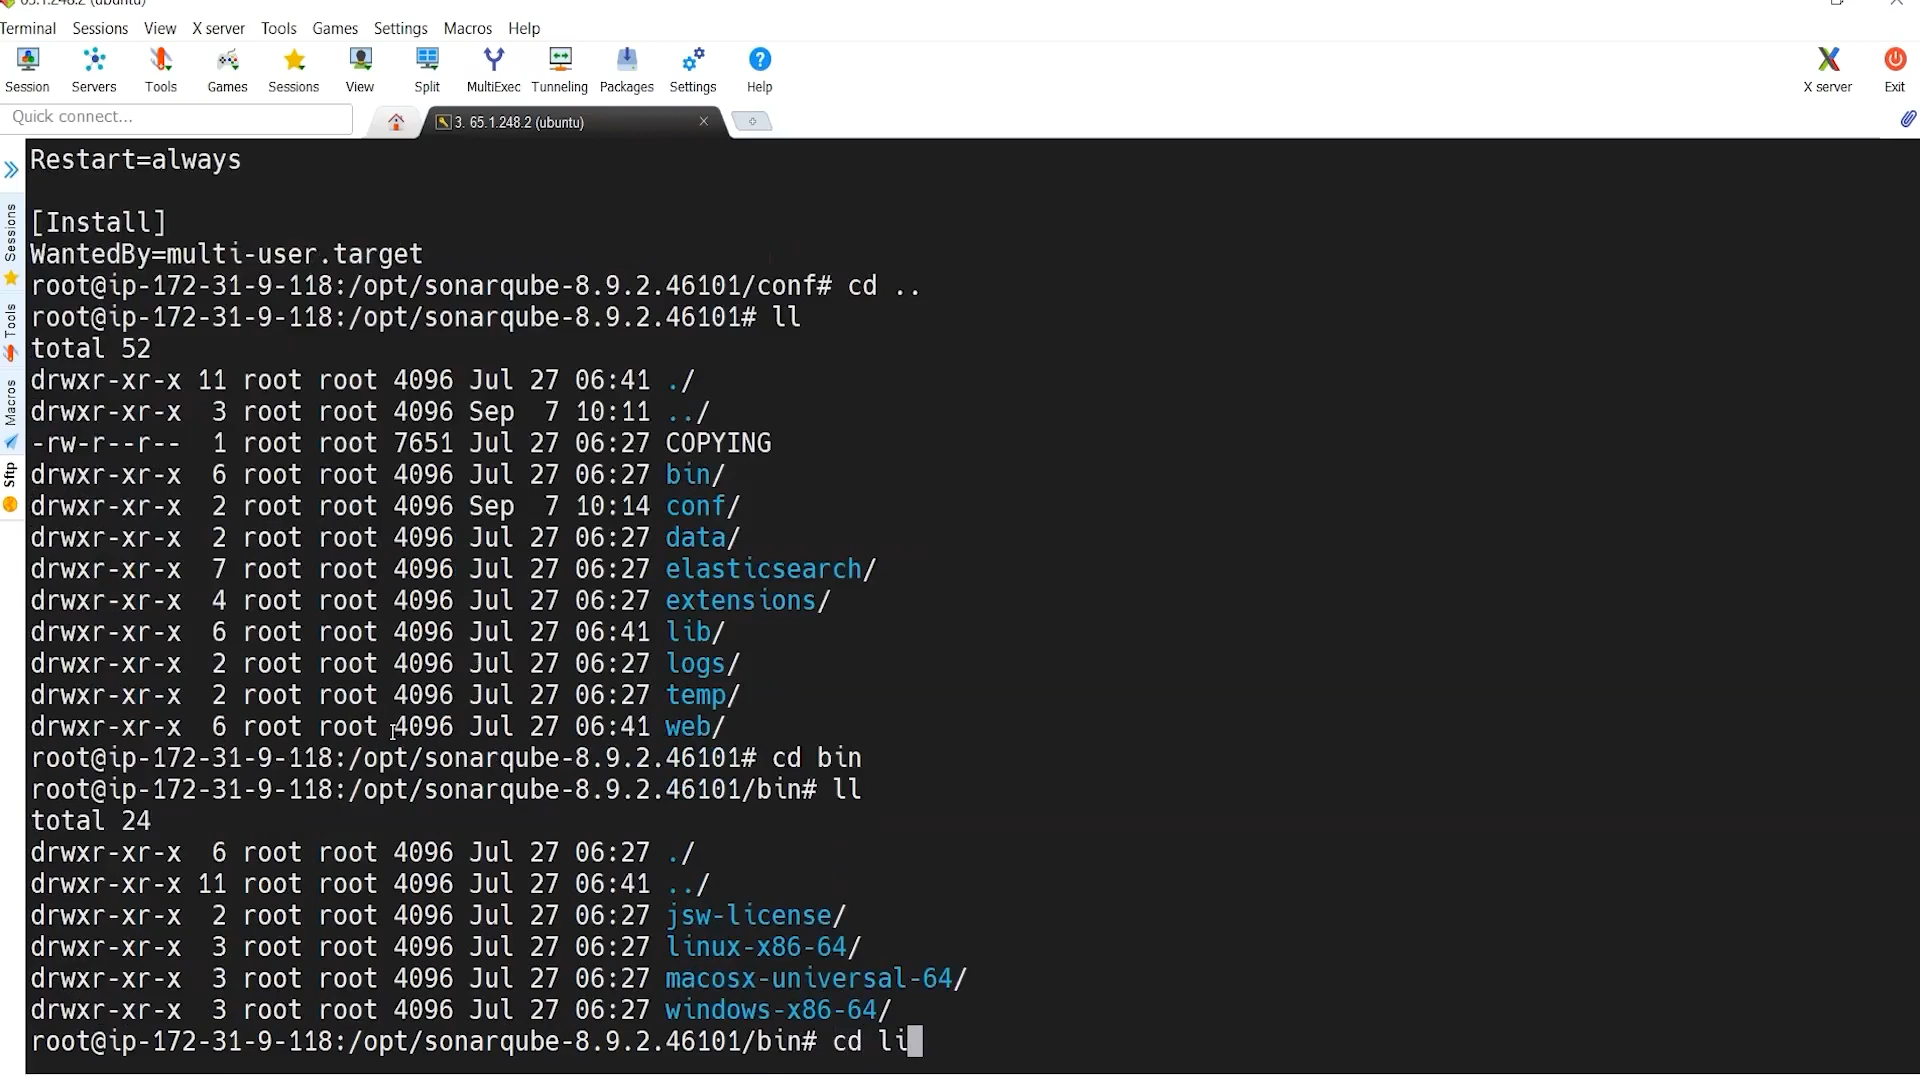 65.1.248.2 (ubuntu)
Terminal Sessions View X server Tools Games Settings Macros Help
Session Servers Tools Games Sessions View Split MultiExec Tunneling Packages Settings Help X server Exit
Quick connect... 3. 65.1.248.2 (ubuntu)
Sessions
Tools
Macros
Sftp
Restart=always
[Install]
WantedBy=multi-user.target
root@ip-172-31-9-118:/opt/sonarqube-8.9.2.46101/conf# cd ..
root@ip-172-31-9-118:/opt/sonarqube-8.9.2.46101# ll
total 52
drwxr-xr-x 11 root root 4096 Jul 27 06:41 ./
drwxr-xr-x  3 root root 4096 Sep  7 10:11 ../
-rw-r--r--  1 root root 7651 Jul 27 06:27 COPYING
drwxr-xr-x  6 root root 4096 Jul 27 06:27 bin/
drwxr-xr-x  2 root root 4096 Sep  7 10:14 conf/
drwxr-xr-x  2 root root 4096 Jul 27 06:27 data/
drwxr-xr-x  7 root root 4096 Jul 27 06:27 elasticsearch/
drwxr-xr-x  4 root root 4096 Jul 27 06:27 extensions/
drwxr-xr-x  6 root root 4096 Jul 27 06:41 lib/
drwxr-xr-x  2 root root 4096 Jul 27 06:27 logs/
drwxr-xr-x  2 root root 4096 Jul 27 06:27 temp/
drwxr-xr-x  6 root root 4096 Jul 27 06:41 web/
root@ip-172-31-9-118:/opt/sonarqube-8.9.2.46101# cd bin
root@ip-172-31-9-118:/opt/sonarqube-8.9.2.46101/bin# ll
total 24
drwxr-xr-x  6 root root 4096 Jul 27 06:27 ./
drwxr-xr-x 11 root root 4096 Jul 27 06:41 ../
drwxr-xr-x  2 root root 4096 Jul 27 06:27 jsw-license/
drwxr-xr-x  3 root root 4096 Jul 27 06:27 linux-x86-64/
drwxr-xr-x  3 root root 4096 Jul 27 06:27 macosx-universal-64/
drwxr-xr-x  3 root root 4096 Jul 27 06:27 windows-x86-64/
root@ip-172-31-9-118:/opt/sonarqube-8.9.2.46101/bin# cd li